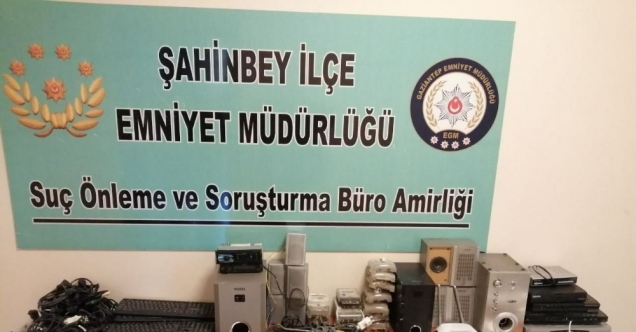 ŞAHİNBEY İLÇE
EMNİYET MÜDÜRLÜĞÜ
GAZİANTEP EMNİYET MÜDÜRLÜĞÜ
EGM
Suç Önleme ve Soruşturma Büro Amirliği